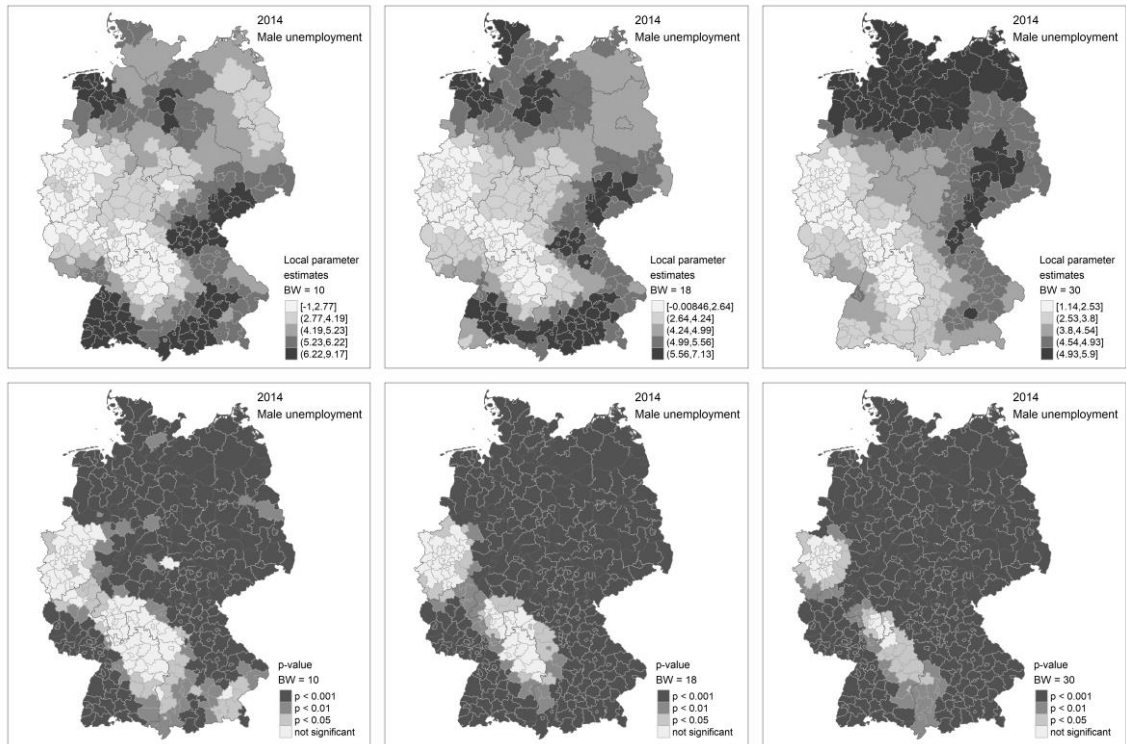 2014
Male unemployment
Local parameter
estimates
BW = 10
[-1,2.77]
(2.77,4.19]
(4.19,5.23]
(5.23,6.22]
(6.22,9.17]
2014
Male unemployment
Local parameter
estimates
BW = 18
[-0.00846,2.64]
(2.64,4.24]
(4.24,4.99]
(4.99,5.56]
(5.56,7.13]
2014
Male unemployment
Local parameter
estimates
BW = 30
[1.14,2.53]
(2.53,3.8]
(3.8,4.54]
(4.54,4.93]
(4.93,5.9]
2014
Male unemployment
p-value
BW = 10
p < 0.001
p < 0.01
p < 0.05
not significant
2014
Male unemployment
p-value
BW = 18
p < 0.001
p < 0.01
p < 0.05
not significant
2014
Male unemployment
p-value
BW = 30
p < 0.001
p < 0.01
p < 0.05
not significant